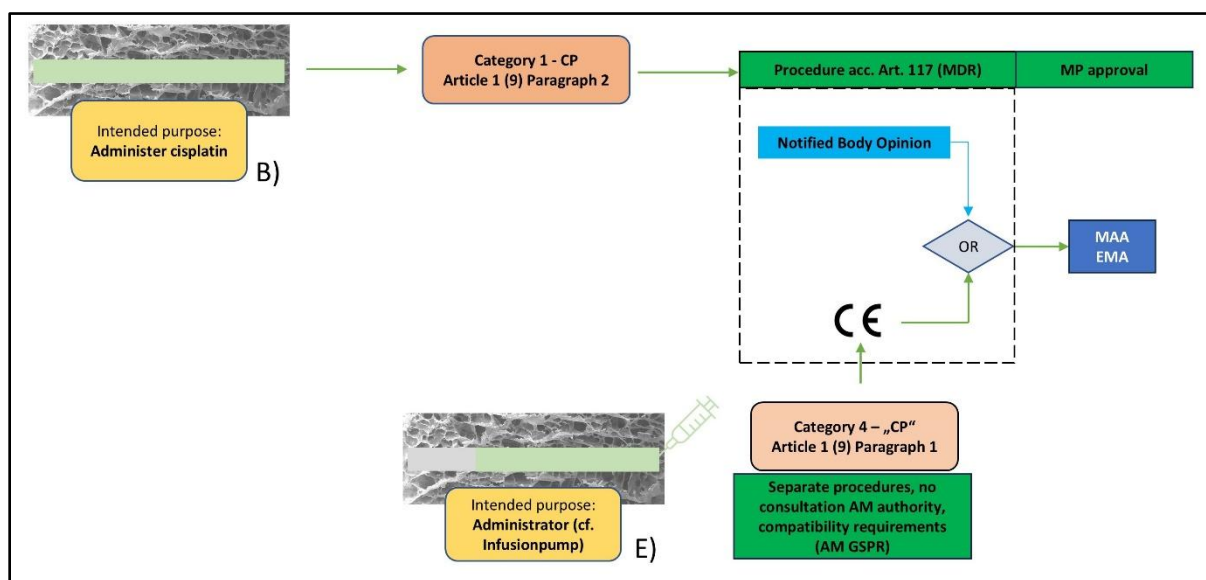 Category 1 - CP
Article 1 (9) Paragraph 2
Procedure acc. Art. 117 (MDR)
MP approval
Intended purpose:
Administer cisplatin
B)
Notified Body Opinion
OR
MAA
EMA
CE
Category 4 – „CP“
Article 1 (9) Paragraph 1
Separate procedures, no
consultation AM authority,
compatibility requirements
(AM GSPR)
Intended purpose:
Administrator (cf.
Infusionpump)
E)